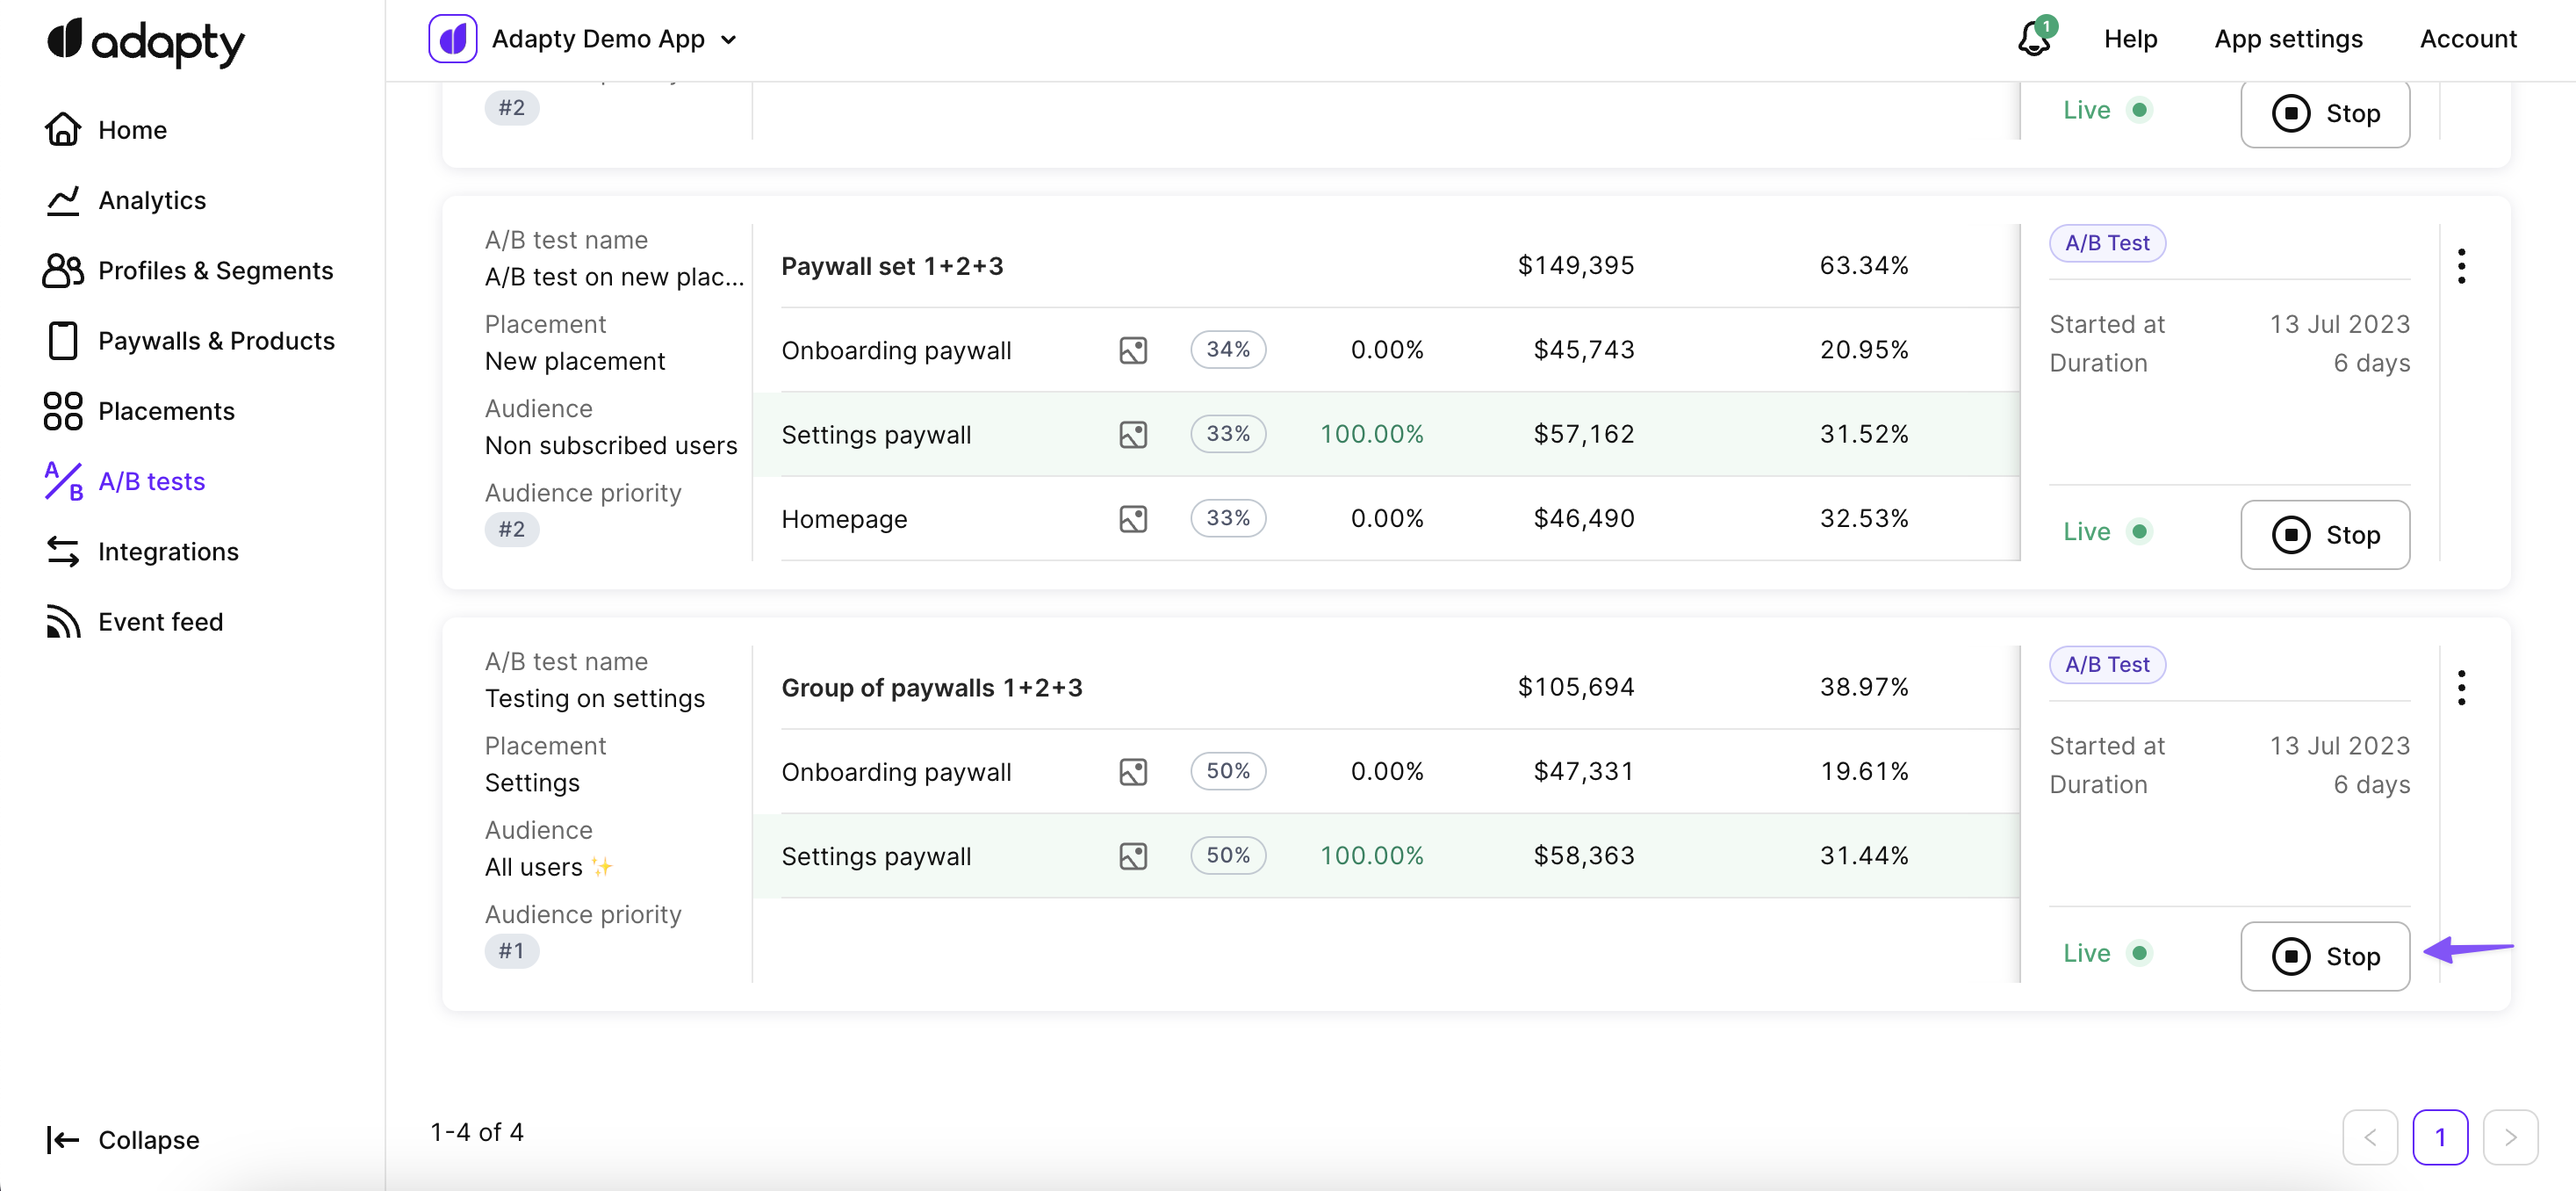 adapty
Adapty Demo App
1
Help
App settings
Account
Home
Analytics
Profiles & Segments
Paywalls & Products
Placements
A/B tests
Integrations
Event feed
Collapse
#2
Live
Stop
A/B test name
A/B test on new plac...
Placement
New placement
Audience
Non subscribed users
Audience priority
#2
Paywall set 1+2+3 $149,395 63.34%
Onboarding paywall 34% 0.00% $45,743 20.95%
Settings paywall 33% 100.00% $57,162 31.52%
Homepage 33% 0.00% $46,490 32.53%
A/B Test
Started at 13 Jul 2023
Duration 6 days
Live
Stop
A/B test name
Testing on settings
Placement
Settings
Audience
All users ✨
Audience priority
#1
Group of paywalls 1+2+3 $105,694 38.97%
Onboarding paywall 50% 0.00% $47,331 19.61%
Settings paywall 50% 100.00% $58,363 31.44%
A/B Test
Started at 13 Jul 2023
Duration 6 days
Live
Stop
1-4 of 4
< 1 >